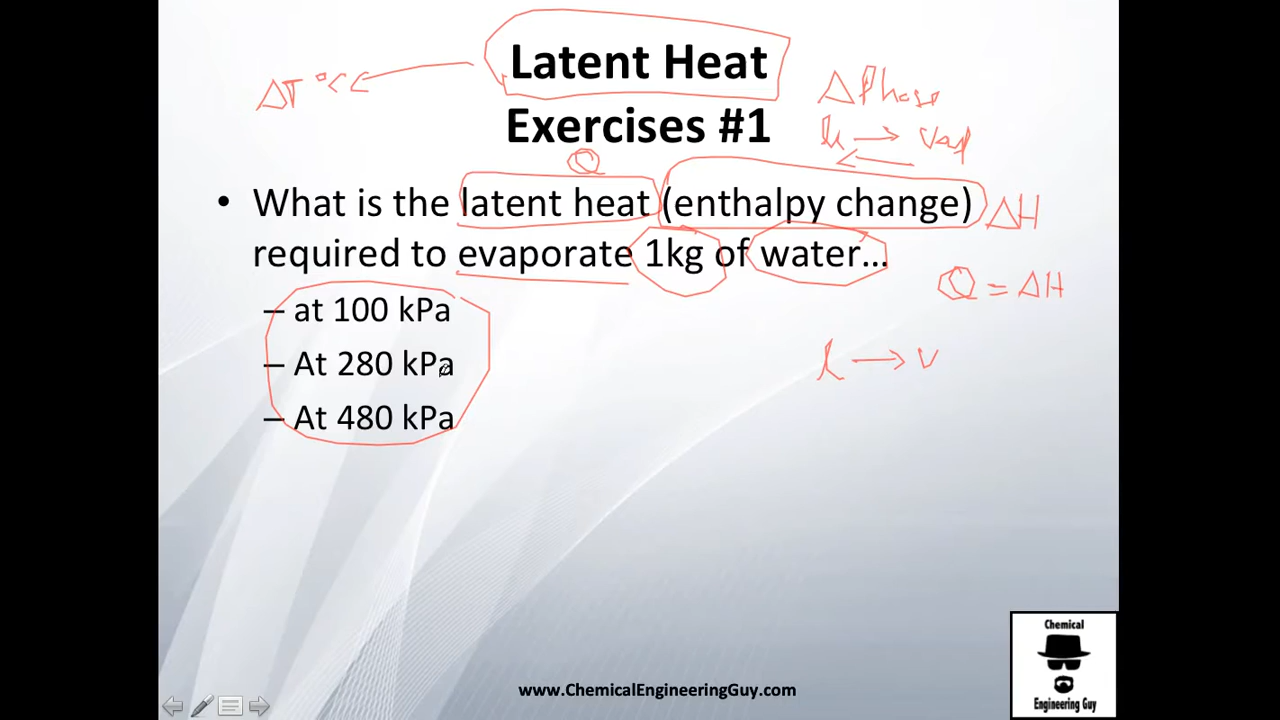 Latent Heat
Exercises #1
ΔT °C
ΔPhase
Q
• What is the latent heat (enthalpy change)
ΔH
required to evaporate 1kg of water...
Q = ΔH
– at 100 kPa
– At 280 kPa
– At 480 kPa
l → v
www.ChemicalEngineeringGuy.com
Chemical
Engineering Guy